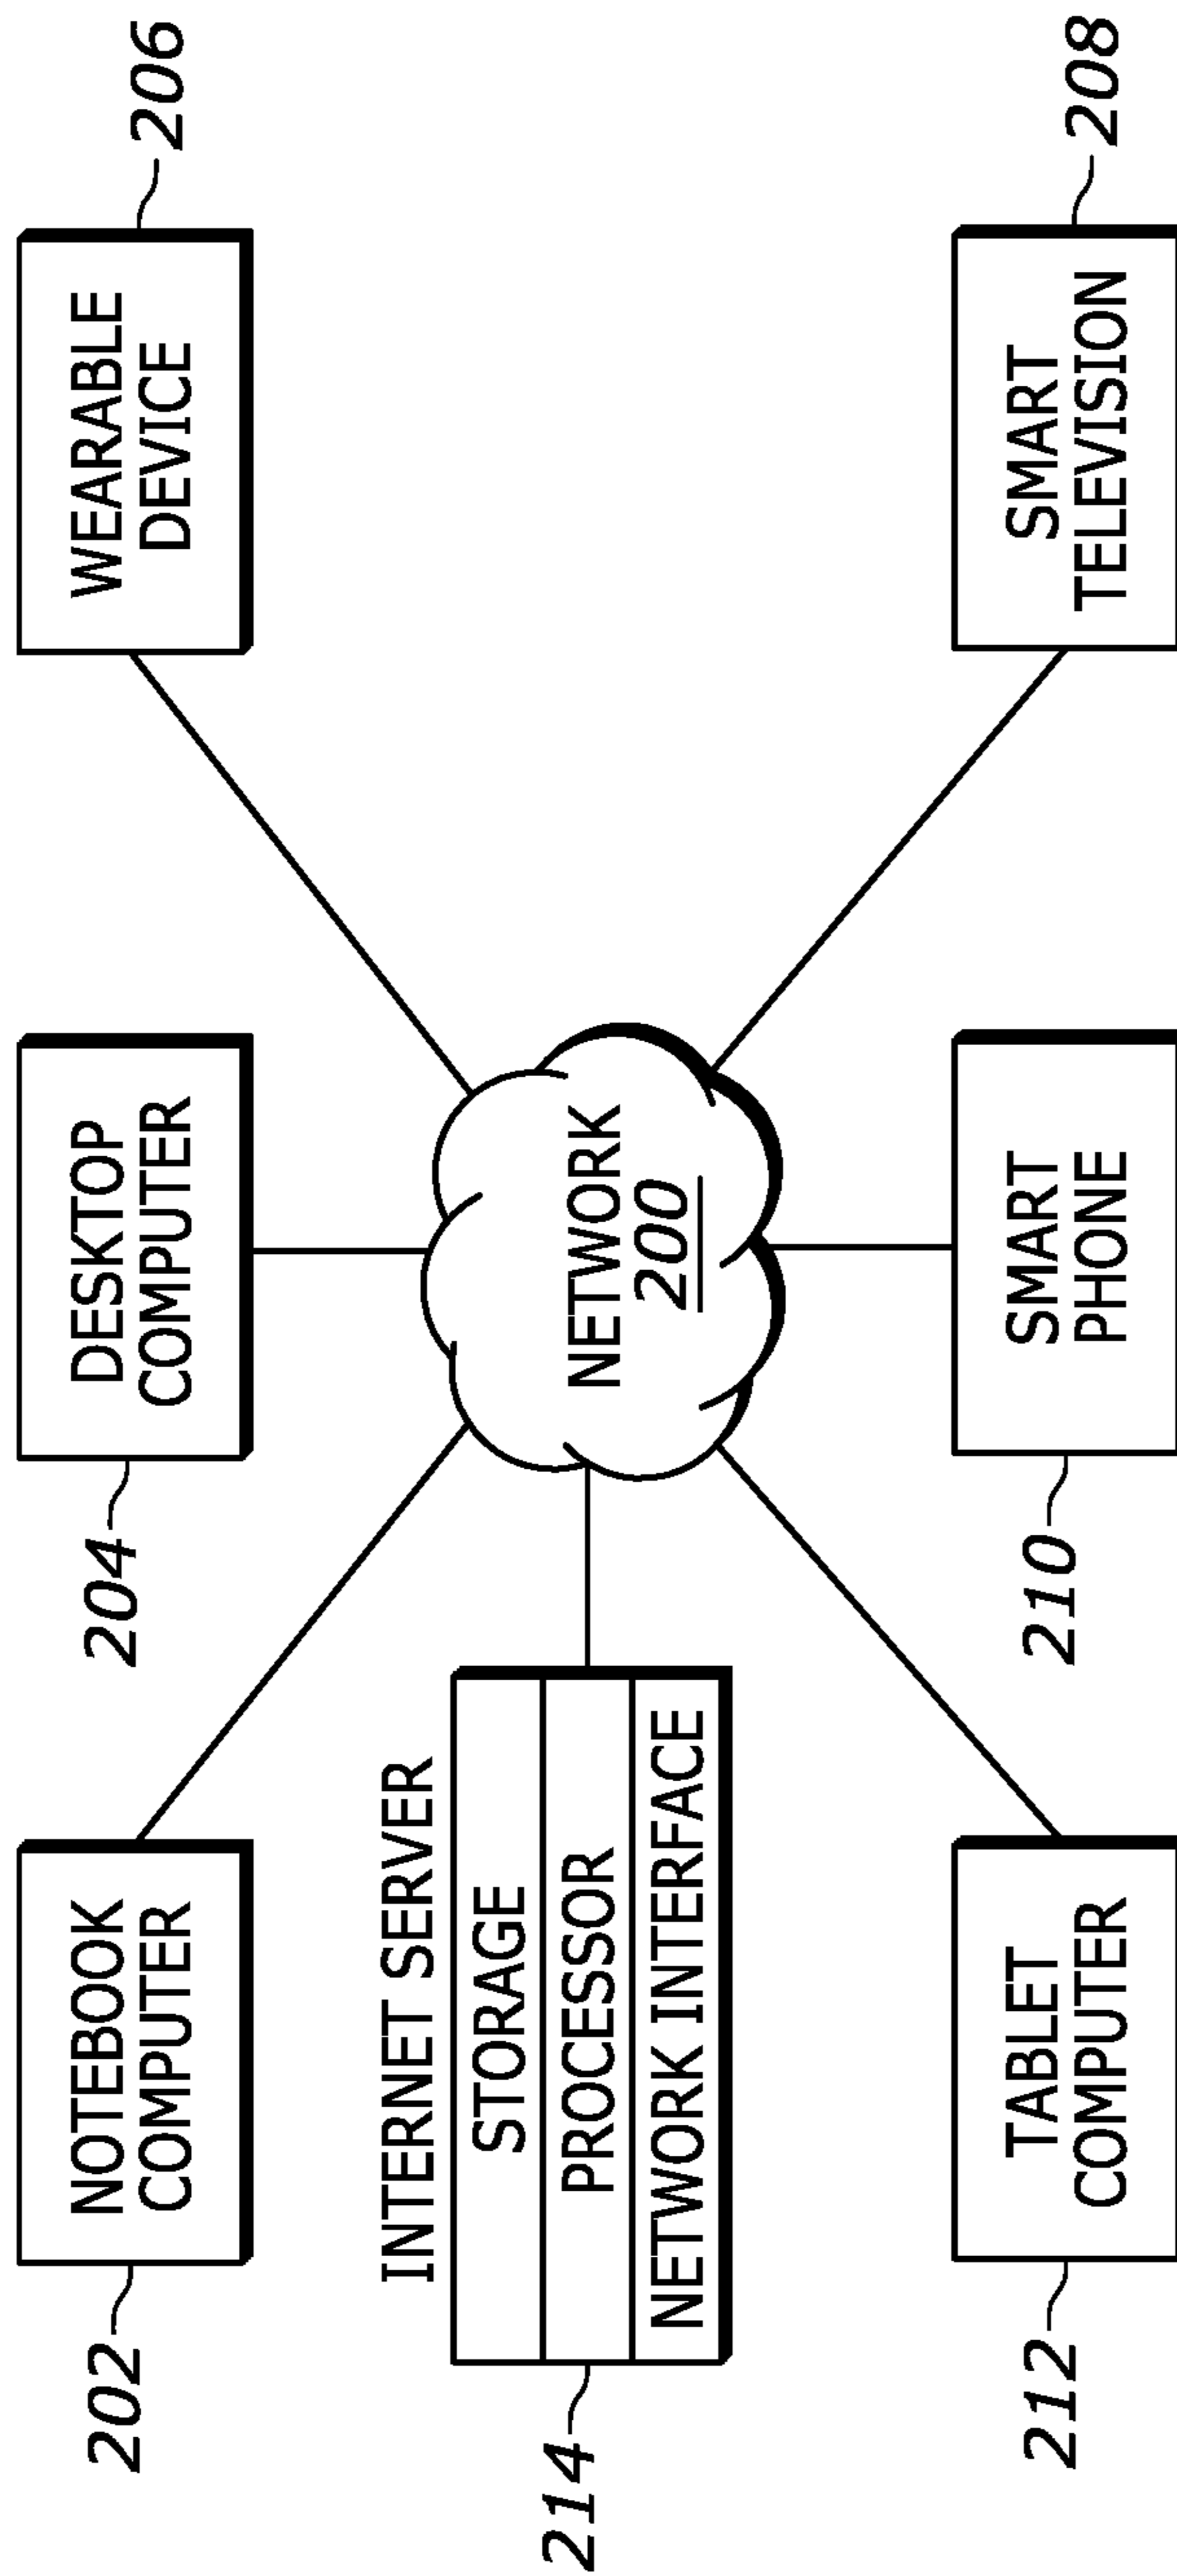 202
NOTEBOOK
COMPUTER
204
DESKTOP
COMPUTER
WEARABLE
DEVICE
206
INTERNET SERVER
214
STORAGE
PROCESSOR
NETWORK INTERFACE
NETWORK
200
212
TABLET
COMPUTER
210
SMART
PHONE
SMART
TELEVISION
208